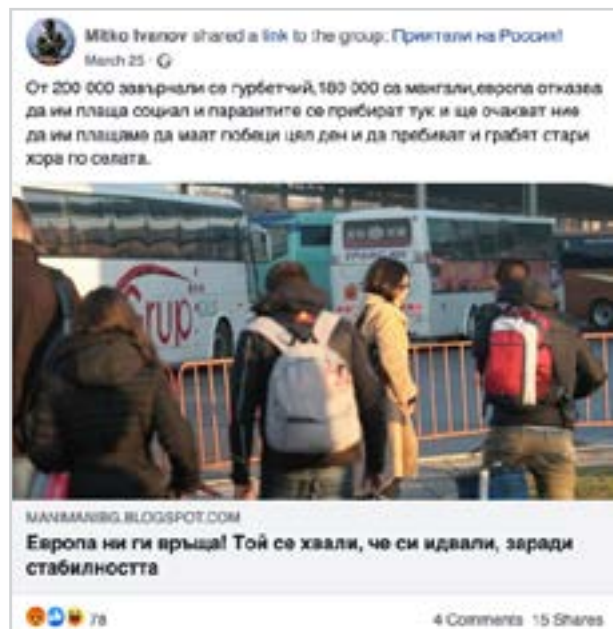 Mitko Ivanov shared a link to the group: Приятели на Россия!
March 25 ·
От 200 000 завърнали се гурбетчий,180 000 са мангали,европа отказва
да им плаща социал и паразитите се прибират тук и ще очакват ние
да им плащаме да маат гюбеци цял ден и да пребиват и грабят стари
хора по селата.
Grup
MANIMANIBG.BLOGSPOT.COM
Европа ни ги връща! Той се хвали, че си идвали, заради
стабилността
78
4 Comments 15 Shares